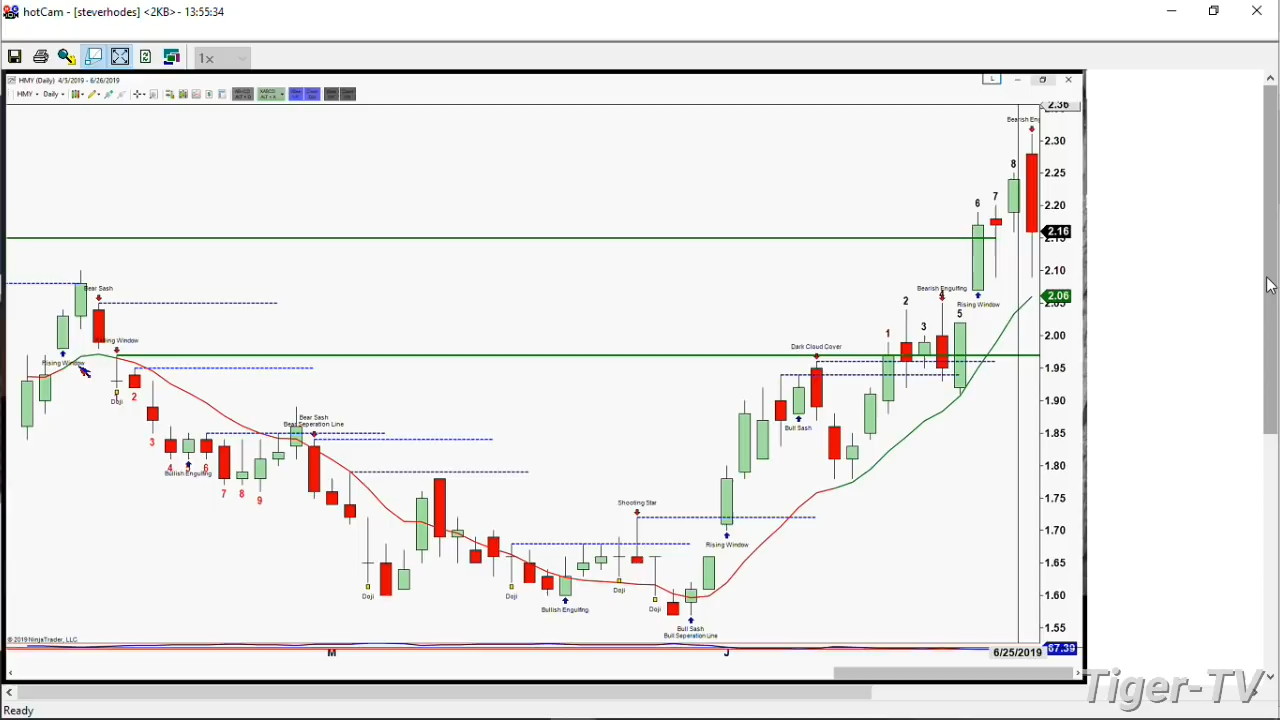 hotCam - [steverhodes] <2KB> - 13:55:34
1x
HMY (Daily) 4/5/2019 - 6/26/2019
HMY Daily
L
2.36
2.30
2.25
2.20
2.16
2.10
2.06
2.00
1.95
1.90
1.85
1.80
1.75
1.70
1.65
1.60
1.55
67.39
Bearish Eng
8
7
6
Bearish Engulfing
Rising Window
Bear Sash
2
4
5
3
1
Rising Window
Rising Window
Dark Cloud Cover
1
Doji
2
3
Bull Sash
Bear Sash
Bear Seperation Line
4 5 6
Bullish Engulfing
7 8 9
Shooting Star
Rising Window
Doji
Doji
Bullish Engulfing
Doji
Doji
Bull Sash
Bull Seperation Line
© 2019 NinjaTrader, LLC
M
J
6/25/2019
Tiger-TV
Ready